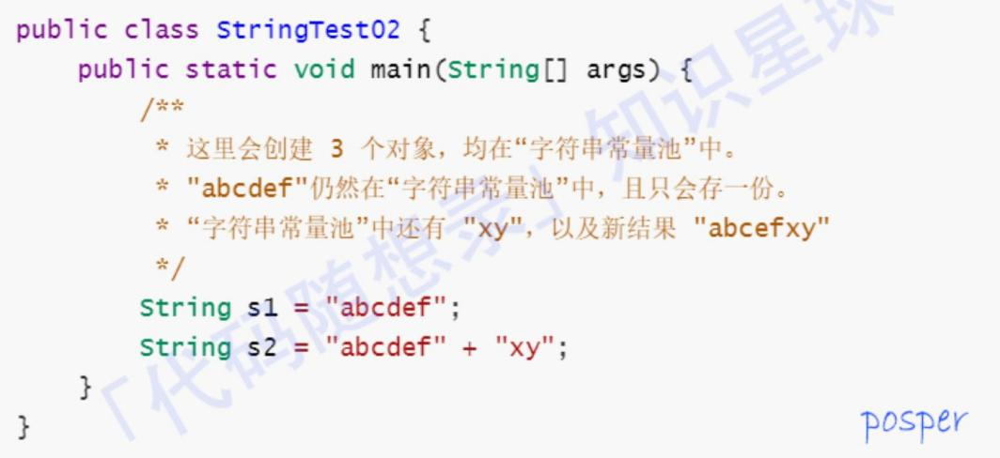 public class StringTest02 {
    public static void main(String[] args) {
        /**
         * 这里会创建 3 个对象，均在“字符串常量池”中。
         * "abcdef"仍然在“字符串常量池”中，且只会存一份。
         * “字符串常量池”中还有 "xy"，以及新结果 "abcefxy"
         */
        String s1 = "abcdef";
        String s2 = "abcdef" + "xy";
    }
}
posper
「代码随想录」知识星球